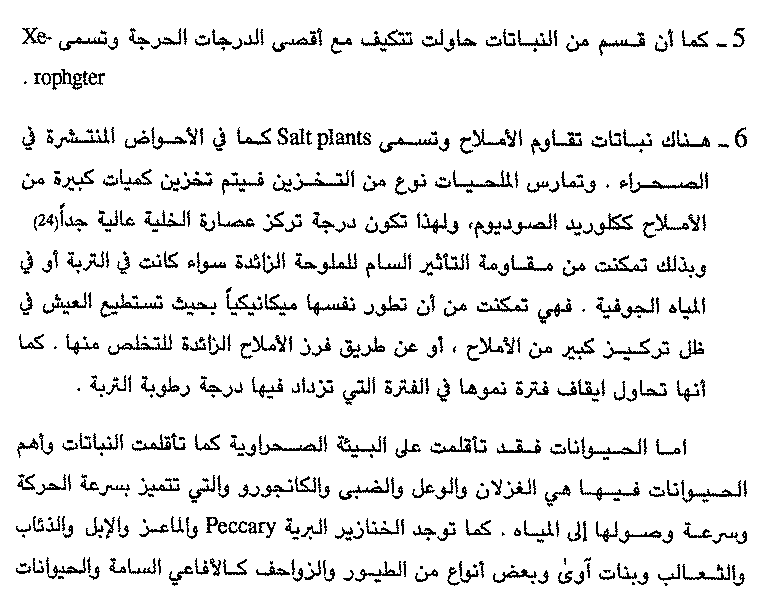 5 ـ كما أن قسم من النباتات حاولت تتكيف مع أقصى الدرجات الحرجة وتسمى Xe-
rophgter .
6 ـ هناك نباتات تقاوم الأملاح وتسمى Salt plants كما في الأحواض المنتشرة في
الصحراء . وتمارس الملحيات نوع من التخزين فيتم تخزين كميات كبيرة من
الأملاح ككلوريد الصوديوم، ولهذا تكون درجة تركز عصارة الخلية عالية جداً(24)
وبذلك تمكنت من مقاومة التأثير السام للملوحة الزائدة سواء كانت في التربة أو في
المياه الجوفية . فهي تمكنت من أن تطور نفسها ميكانيكياً بحيث تستطيع العيش في
ظل تركيز كبير من الأملاح ، أو عن طريق فرز الأملاح الزائدة للتخلص منها . كما
أنها تحاول ايقاف فترة نموها في الفترة التي تزداد فيها درجة رطوبة التربة .
اما الحيوانات فقد تأقلمت على البيئة الصحراوية كما تأقلمت النباتات وأهم
الحيوانات فيها هي الغزلان والوعل والضبى والكانجورو والتي تتميز بسرعة الحركة
وسرعة وصولها إلى المياه . كما توجد الخنازير البرية Peccary والماعز والإبل والذئاب
والثعالب وبنات آوىٰ وبعض أنواع من الطيور والزواحف كالأفاعي السامة والحيوانات